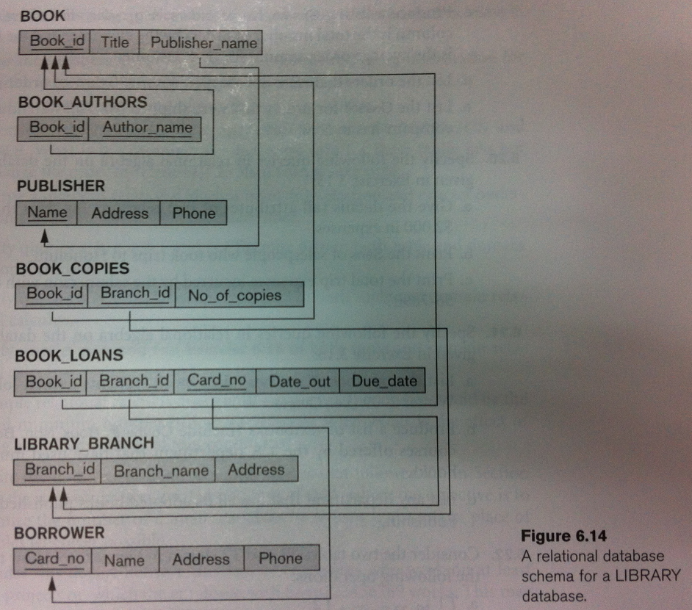 BOOK
Book_id Title Publisher_name
BOOK_AUTHORS
Book_id Author_name
PUBLISHER
Name Address Phone
BOOK_COPIES
Book_id Branch_id No_of_copies
BOOK_LOANS
Book_id Branch_id Card_no Date_out Due_date
LIBRARY_BRANCH
Branch_id Branch_name Address
BORROWER
Card_no Name Address Phone
Figure 6.14
A relational database
schema for a LIBRARY
database.